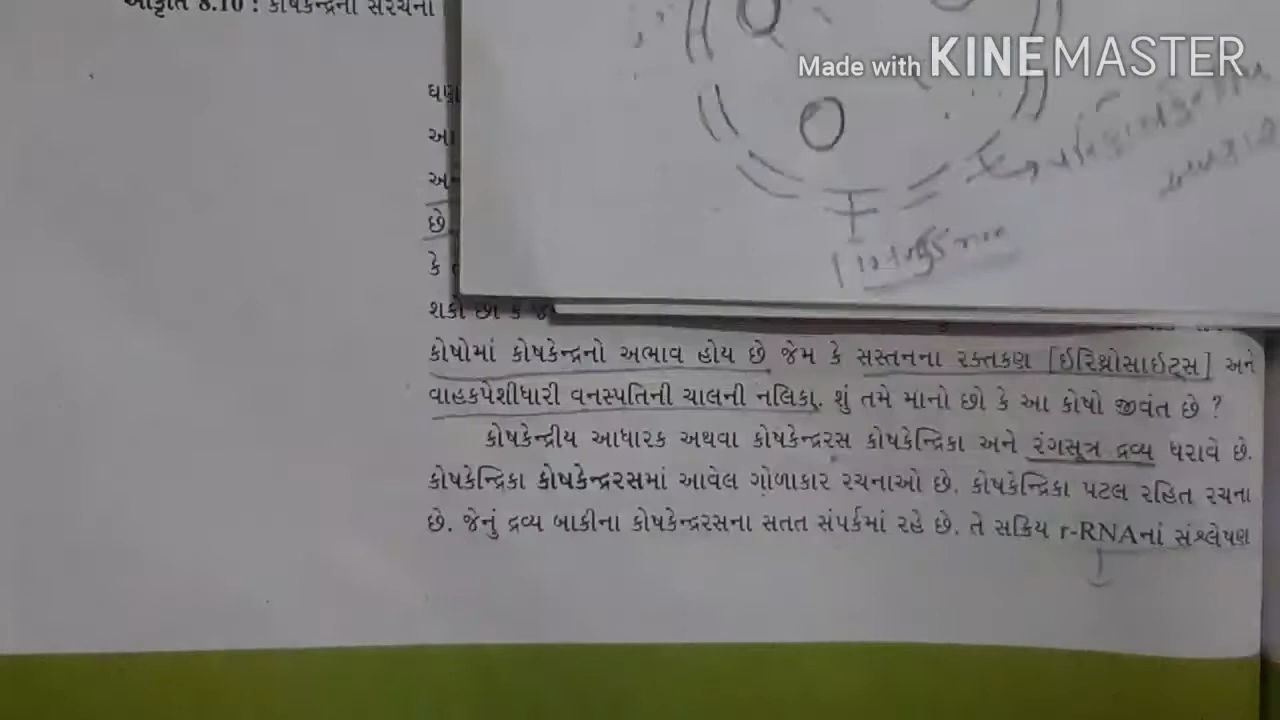 આકૃતિ 8.10 : કોષકેન્દ્રની સંરચના
Made with KINEMASTER
ઘણ
આ
અ
છે
કે
શકો છો કે જ
કોષોમાં કોષકેન્દ્રનો અભાવ હોય છે જેમ કે સસ્તનના રક્તકણ [ઈરિથ્રોસાઈટ્સ] અને
વાહકપેશીધારી વનસ્પતિની ચાલની નલિકા. શું તમે માનો છો કે આ કોષો જીવંત છે ?
કોષકેન્દ્રીય આધારક અથવા કોષકેન્દ્રરસ કોષકેન્દ્રિકા અને રંગસૂત્ર દ્રવ્ય ધરાવે છે.
કોષકેન્દ્રિકા કોષકેન્દ્રરસમાં આવેલ ગોળાકાર રચનાઓ છે. કોષકેન્દ્રિકા પટલ રહિત રચના
છે. જેનું દ્રવ્ય બાકીના કોષકેન્દ્રરસના સતત સંપર્કમાં રહે છે. તે સક્રિય r-RNAનાં સંશ્લેષણ